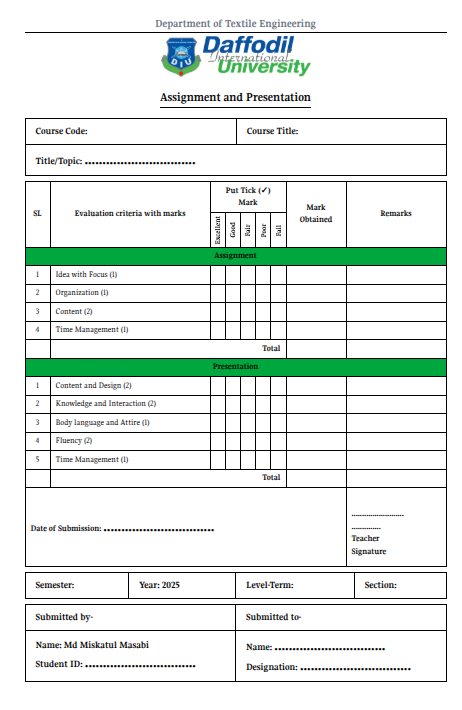 Department of Textile Engineering
DIU
Daffodil
International
University
Assignment and Presentation
Course Code: Course Title:
Title/Topic: ................................
SL Evaluation criteria with marks Put Tick (✓) Mark Mark Obtained Remarks
Excellent Good Fair Poor Fail
Assignment
1 Idea with Focus (1)
2 Organization (1)
3 Content (2)
4 Time Management (1)
Total
Presentation
1 Content and Design (2)
2 Knowledge and Interaction (2)
3 Body language and Attire (1)
4 Fluency (2)
5 Time Management (1)
Total
Date of Submission: ................................
........................
..............
Teacher
Signature
Semester: Year: 2025 Level-Term: Section:
Submitted by- Submitted to-
Name: Md Miskatul Masabi Name: ................................
Student ID: ................................ Designation: ................................